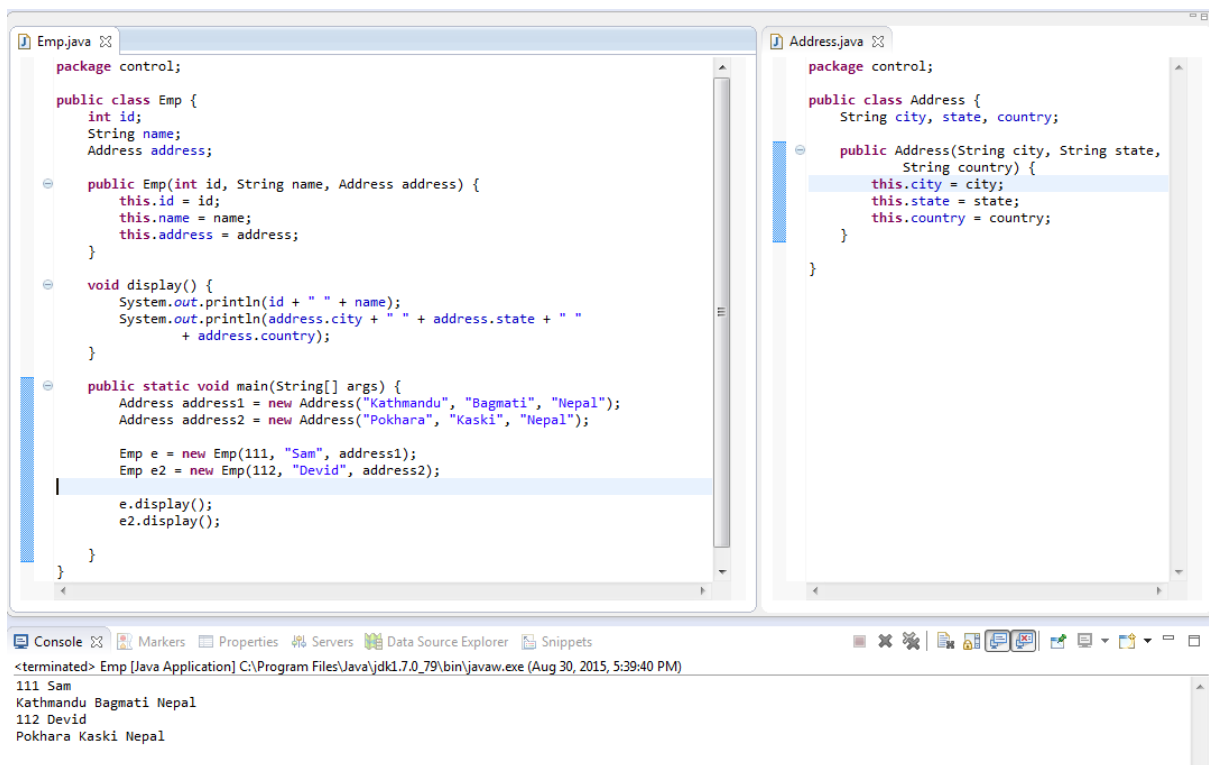 Emp.java
package control;
public class Emp {
int id;
String name;
Address address;
public Emp(int id, String name, Address address) {
this.id = id;
this.name = name;
this.address = address;
}
void display() {
System.out.println(id + " " + name);
System.out.println(address.city + " " + address.state + " "
+ address.country);
}
public static void main(String[] args) {
Address address1 = new Address("Kathmandu", "Bagmati", "Nepal");
Address address2 = new Address("Pokhara", "Kaski", "Nepal");
Emp e = new Emp(111, "Sam", address1);
Emp e2 = new Emp(112, "Devid", address2);
e.display();
e2.display();
}
}
Address.java
package control;
public class Address {
String city, state, country;
public Address(String city, String state,
String country) {
this.city = city;
this.state = state;
this.country = country;
}
}
Console Markers Properties Servers Data Source Explorer Snippets
<terminated> Emp [Java Application] C:\Program Files\Java\jdk1.7.0_79\bin\javaw.exe (Aug 30, 2015, 5:39:40 PM)
111 Sam
Kathmandu Bagmati Nepal
112 Devid
Pokhara Kaski Nepal